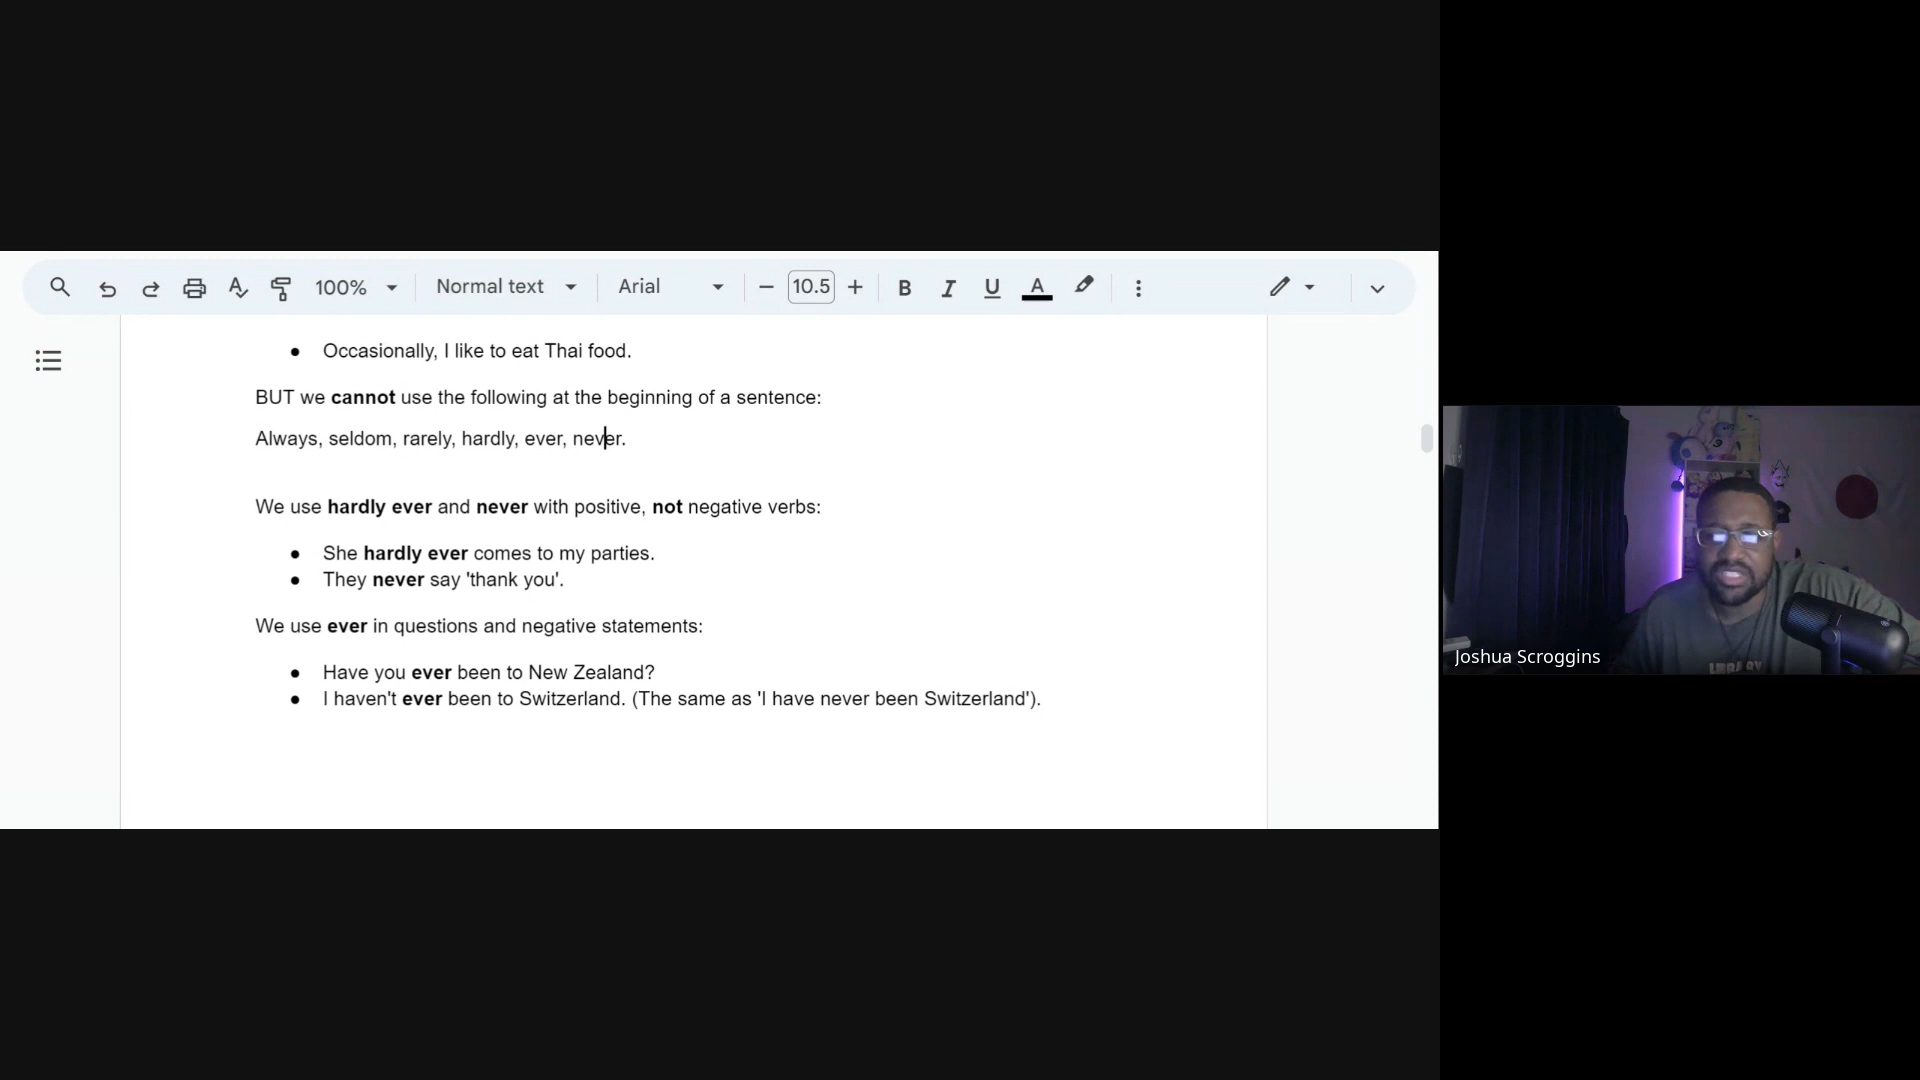 100%
Normal text
Arial
10.5
B
I
U
A
Occasionally, I like to eat Thai food.
BUT we cannot use the following at the beginning of a sentence:
Always, seldom, rarely, hardly, ever, never.
We use hardly ever and never with positive, not negative verbs:
She hardly ever comes to my parties.
They never say 'thank you'.
We use ever in questions and negative statements:
Have you ever been to New Zealand?
I haven't ever been to Switzerland. (The same as 'I have never been Switzerland').
Joshua Scroggins